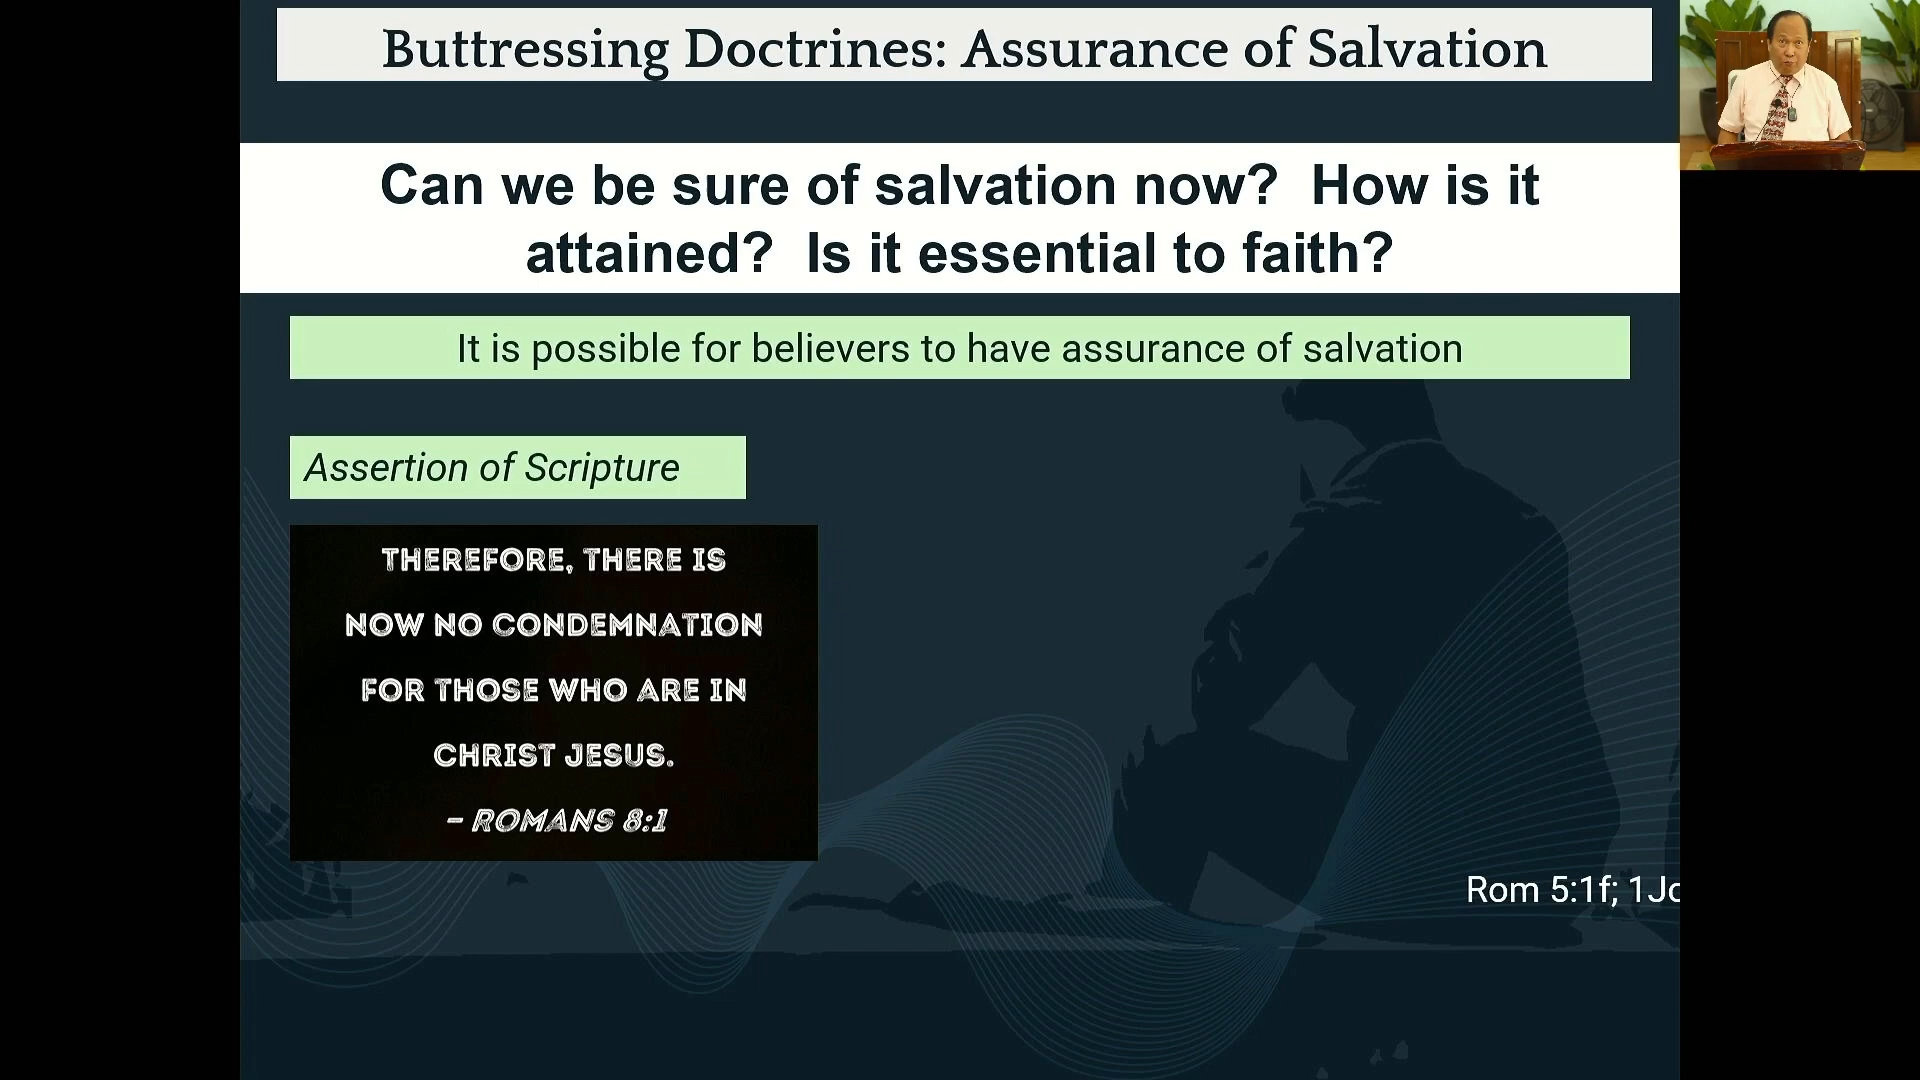 Buttressing Doctrines: Assurance of Salvation
Can we be sure of salvation now? How is it
attained? Is it essential to faith?
It is possible for believers to have assurance of salvation
Assertion of Scripture
THEREFORE, THERE IS
NOW NO CONDEMNATION
FOR THOSE WHO ARE IN
CHRIST JESUS.
– ROMANS 8:1
Rom 5:1f;